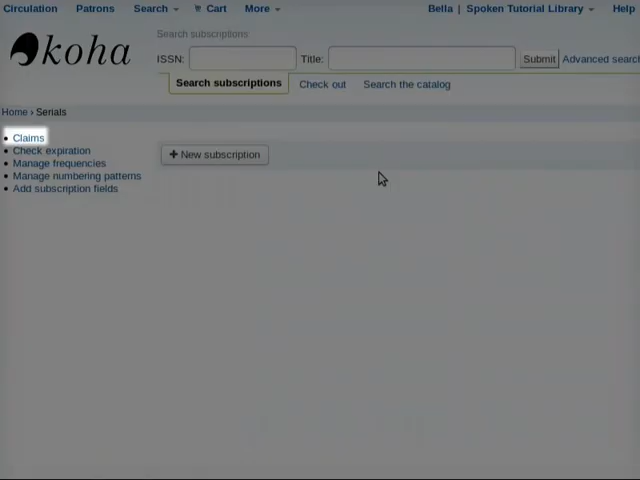 Circulation Patrons Search Cart More Bella | Spoken Tutorial Library Help
koha
Search subscriptions:
ISSN: Title: Submit Advanced search
Search subscriptions Check out Search the catalog
Home › Serials
• Claims
• Check expiration
• Manage frequencies
• Manage numbering patterns
• Add subscription fields
+ New subscription